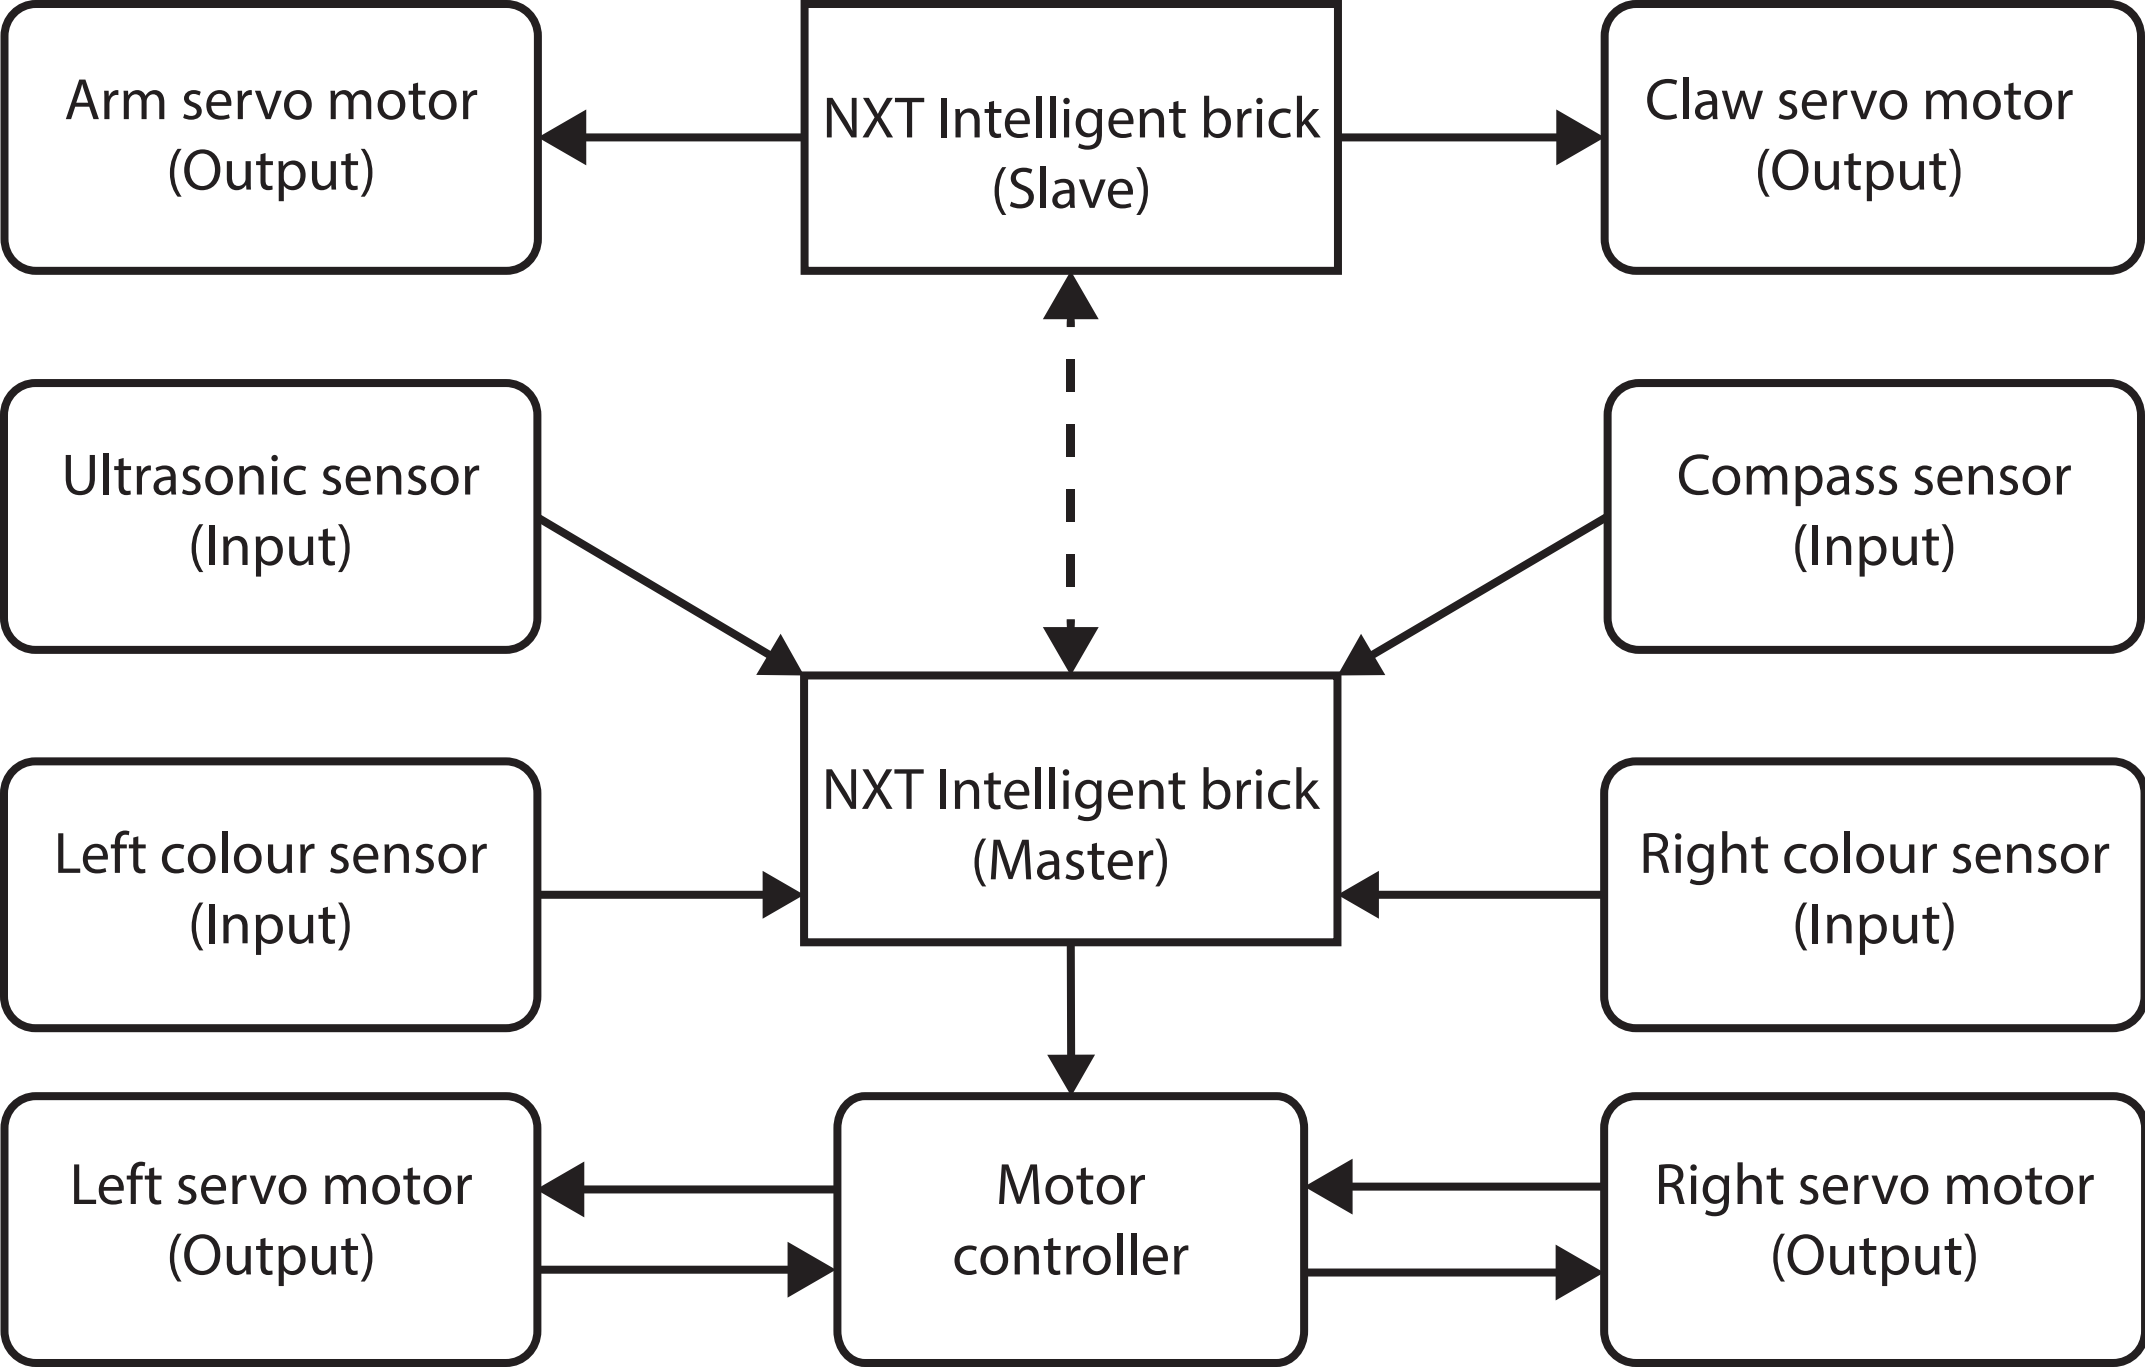 Arm servo motor
(Output)
NXT Intelligent brick
(Slave)
Claw servo motor
(Output)
Ultrasonic sensor
(Input)
Compass sensor
(Input)
NXT Intelligent brick
(Master)
Left colour sensor
(Input)
Right colour sensor
(Input)
Left servo motor
(Output)
Motor
controller
Right servo motor
(Output)